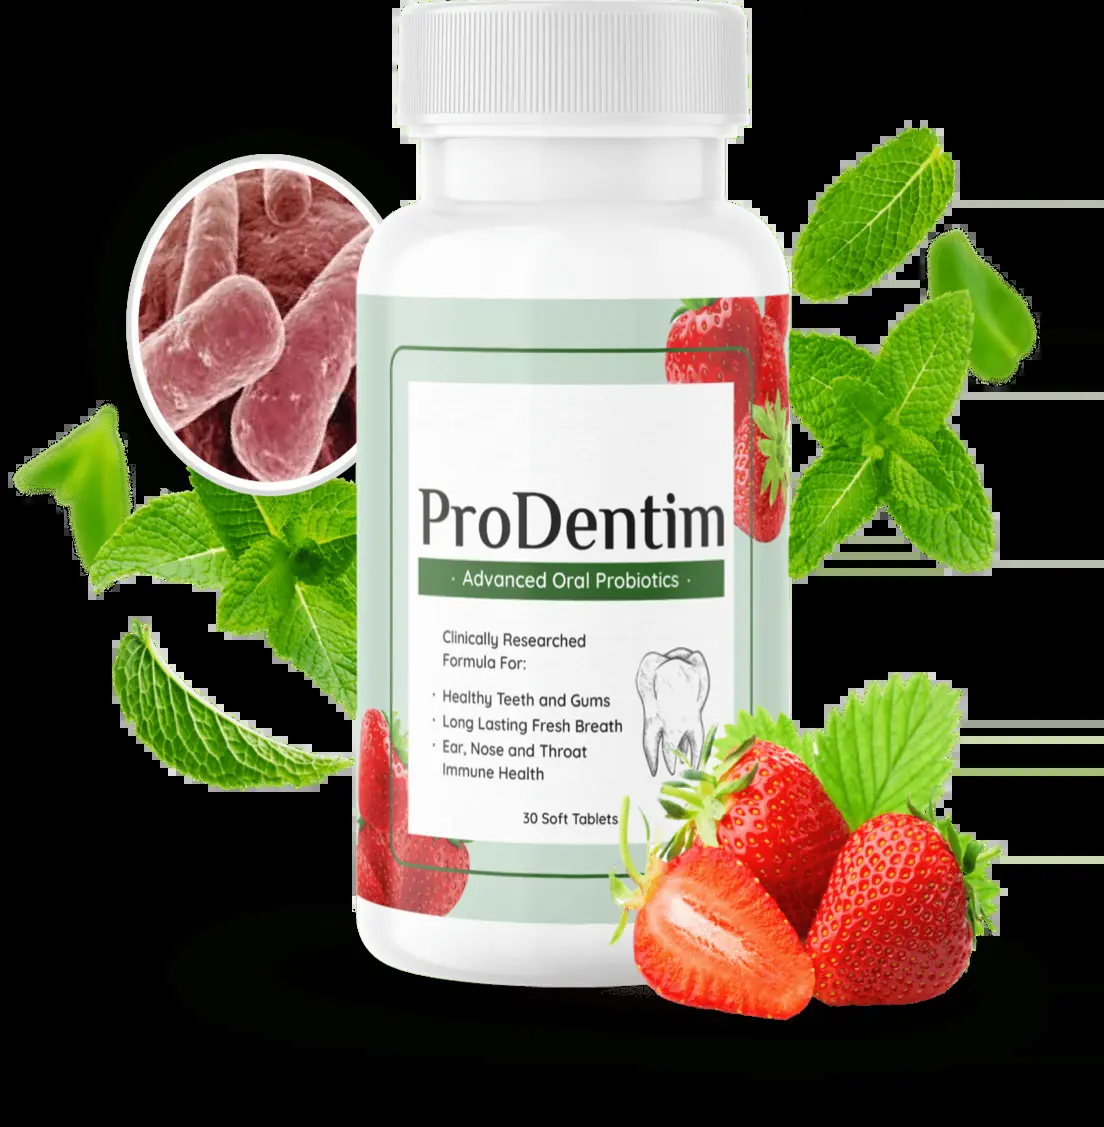 ProDentim
· Advanced Oral Probiotics ·
Clinically Researched
Formula For:
· Healthy Teeth and Gums
· Long Lasting Fresh Breath
· Ear, Nose and Throat
Immune Health
30 Soft Tablets